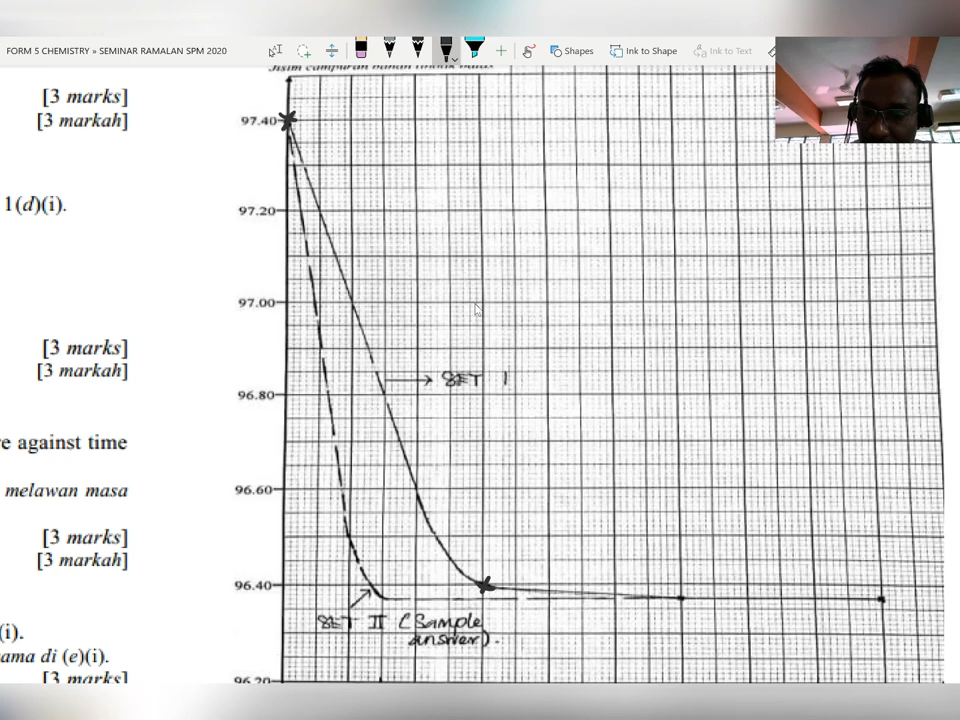 FORM 5 CHEMISTRY » SEMINAR RAMALAN SPM 2020
Shapes
Ink to Shape
Ink to Text
[3 marks]
[3 markah]
1(d)(i).
[3 marks]
[3 markah]
e against time
melawan masa
[3 marks]
[3 markah]
(i).
ama di (e)(i).
[3 marks]
97.40
97.20
97.00
96.80
96.60
96.40
96.20
SET I
SET II (Sample
answer).